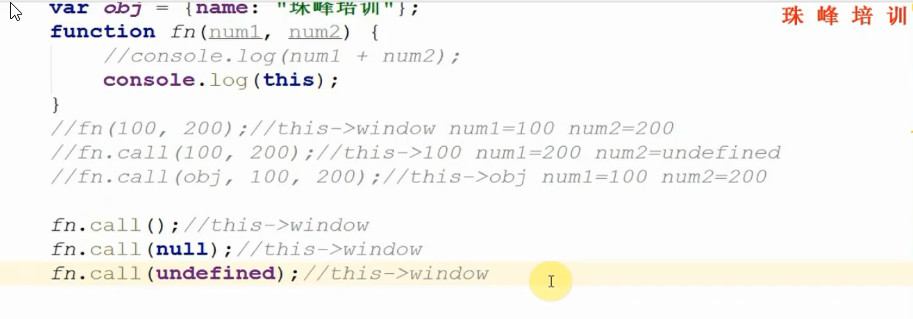 珠 峰 培 训
var obj = {name: "珠峰培训"};
function fn(num1, num2) {
//console.log(num1 + num2);
console.log(this);
}
//fn(100, 200);//this->window num1=100 num2=200
//fn.call(100, 200);//this->100 num1=200 num2=undefined
//fn.call(obj, 100, 200);//this->obj num1=100 num2=200
fn.call();//this->window
fn.call(null);//this->window
fn.call(undefined);//this->window